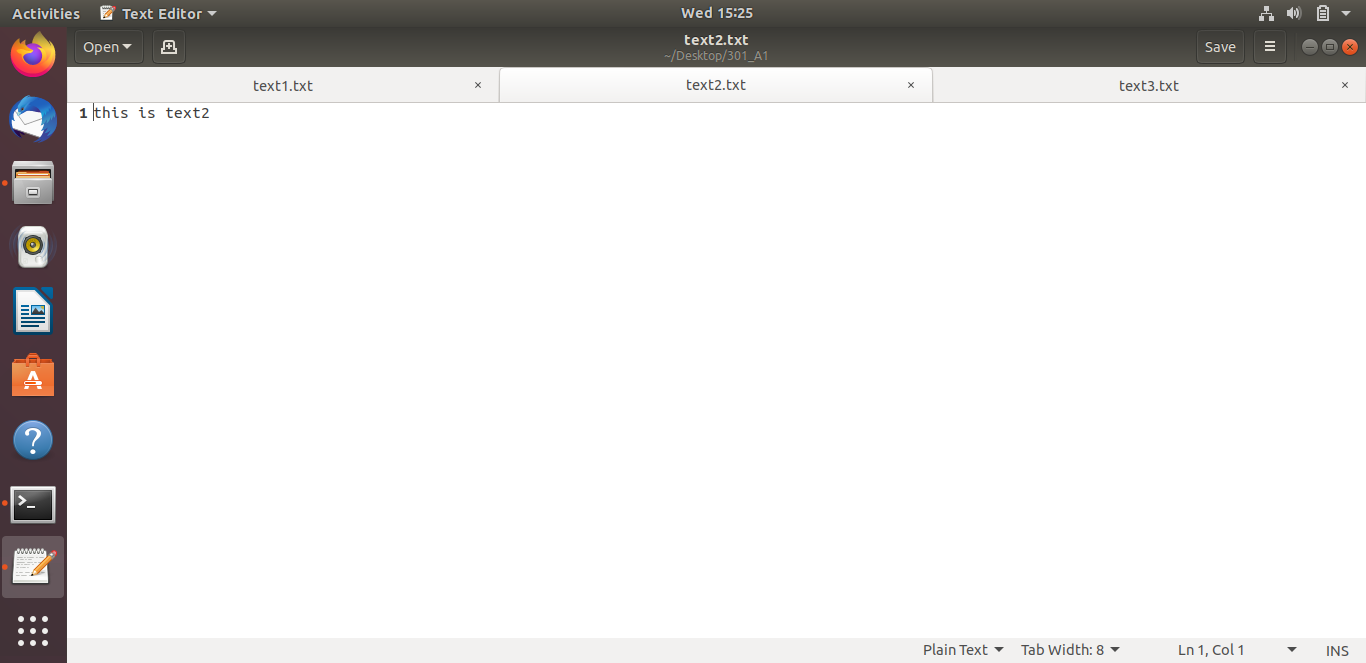 Activities Text Editor Wed 15:25
Open text2.txt Save
~/Desktop/301_A1
text1.txt text2.txt text3.txt
1 this is text2
Plain Text Tab Width: 8 Ln 1, Col 1 INS